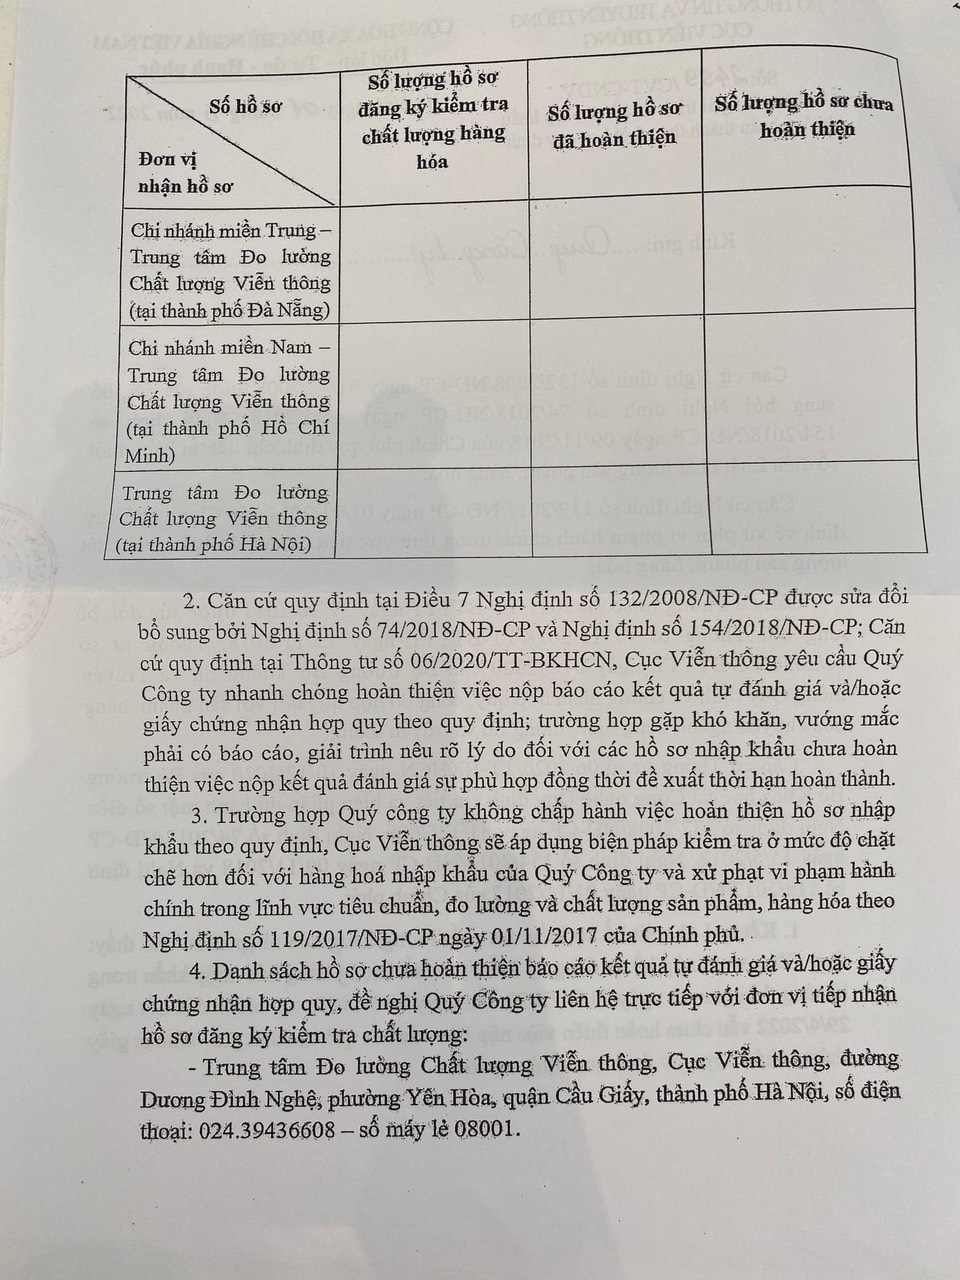 Số hồ sơ
Đơn vị
nhận hồ sơ
Số lượng hồ sơ
đăng ký kiểm tra
chất lượng hàng
hóa
Số lượng hồ sơ
đã hoàn thiện
Số lượng hồ sơ chưa
hoàn thiện
Chi nhánh miền Trung –
Trung tâm Đo lường
Chất lượng Viễn thông
(tại thành phố Đà Nẵng)
Chi nhánh miền Nam –
Trung tâm Đo lường
Chất lượng Viễn thông
(tại thành phố Hồ Chí
Minh)
Trung tâm Đo lường
Chất lượng Viễn thông
(tại thành phố Hà Nội)
2. Căn cứ quy định tại Điều 7 Nghị định số 132/2008/NĐ-CP được sửa đổi
bổ sung bởi Nghị định số 74/2018/NĐ-CP và Nghị định số 154/2018/NĐ-CP; Căn
cứ quy định tại Thông tư số 06/2020/TT-BKHCN, Cục Viễn thông yêu cầu Quý
Công ty nhanh chóng hoàn thiện việc nộp báo cáo kết quả tự đánh giá và/hoặc
giấy chứng nhận hợp quy theo quy định; trường hợp gặp khó khăn, vướng mắc
phải có báo cáo, giải trình nêu rõ lý do đối với các hồ sơ nhập khẩu chưa hoàn
thiện việc nộp kết quả đánh giá sự phù hợp đồng thời đề xuất thời hạn hoàn thành.
3. Trường hợp Quý công ty không chấp hành việc hoàn thiện hồ sơ nhập
khẩu theo quy định, Cục Viễn thông sẽ áp dụng biện pháp kiểm tra ở mức độ chặt
chẽ hơn đối với hàng hoá nhập khẩu của Quý Công ty và xử phạt vi phạm hành
chính trong lĩnh vực tiêu chuẩn, đo lường và chất lượng sản phẩm, hàng hóa theo
Nghị định số 119/2017/NĐ-CP ngày 01/11/2017 của Chính phủ.
4. Danh sách hồ sơ chưa hoàn thiện báo cáo kết quả tự đánh giá và/hoặc giấy
chứng nhận hợp quy, đề nghị Quý Công ty liên hệ trực tiếp với đơn vị tiếp nhận
hồ sơ đăng ký kiểm tra chất lượng:
- Trung tâm Đo lường Chất lượng Viễn thông, Cục Viễn thông, đường
Dương Đình Nghệ, phường Yên Hòa, quận Cầu Giấy, thành phố Hà Nội, số điện
thoại: 024.39436608 – số máy lẻ 08001.